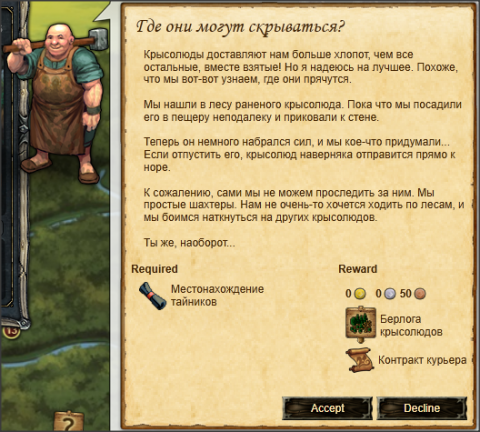 Где они могут скрываться?
Крысолюды доставляют нам больше хлопот, чем все
остальные, вместе взятые! Но я надеюсь на лучшее. Похоже,
что мы вот-вот узнаем, где они прячутся.
Мы нашли в лесу раненого крысолюда. Пока что мы посадили
его в пещеру неподалеку и приковали к стене.
Теперь он немного набрался сил, и мы кое-что придумали...
Если отпустить его, крысолюд наверняка отправится прямо к
норе.
К сожалению, сами мы не можем проследить за ним. Мы
простые шахтеры. Нам не очень-то хочется ходить по лесам, и
мы боимся наткнуться на других крысолюдов.
Ты же, наоборот...
Required
Местонахождение
тайников
Reward
0 0 50
Берлога
крысолюдов
Контракт курьера
Accept
Decline
13
?